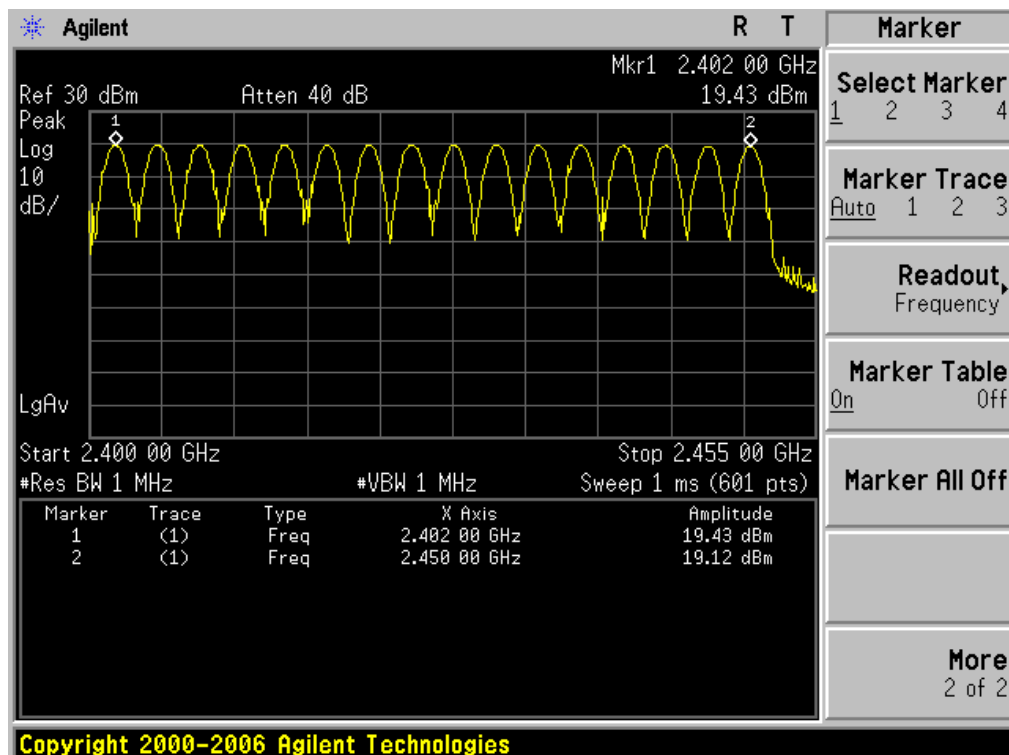 Agilent R T
Mkr1 2.402 00 GHz
Ref 30 dBm Atten 40 dB 19.43 dBm
Peak
Log
10
dB/
1
2
LgAv
Start 2.400 00 GHz Stop 2.455 00 GHz
#Res BW 1 MHz #VBW 1 MHz Sweep 1 ms (601 pts)
Marker Trace Type X Axis Amplitude
1 (1) Freq 2.402 00 GHz 19.43 dBm
2 (1) Freq 2.450 00 GHz 19.12 dBm
Copyright 2000-2006 Agilent Technologies
Marker
Select Marker
1 2 3 4
Marker Trace
Auto 1 2 3
Readout
Frequency
Marker Table
On Off
Marker All Off
More
2 of 2